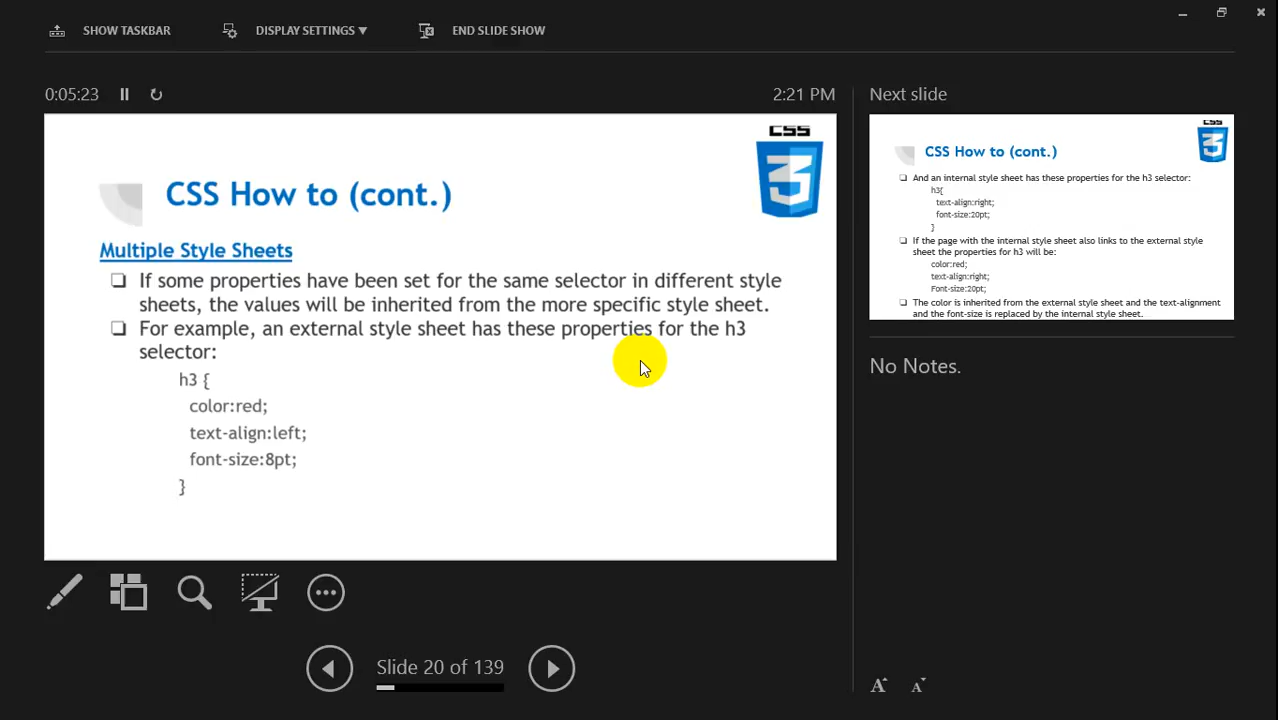 SHOW TASKBAR DISPLAY SETTINGS ▼ END SLIDE SHOW
0:05:23 2:21 PM
CSS
3
CSS How to (cont.)
Multiple Style Sheets
❑ If some properties have been set for the same selector in different style
sheets, the values will be inherited from the more specific style sheet.
❑ For example, an external style sheet has these properties for the h3
selector:
h3 {
color:red;
text-align:left;
font-size:8pt;
}
Slide 20 of 139
Next slide
CSS
3
CSS How to (cont.)
❑ And an internal style sheet has these properties for the h3 selector:
h3{
text-align:right;
font-size:20pt;
}
❑ If the page with the internal style sheet also links to the external style
sheet the properties for h3 will be:
color:red;
text-align:right;
Font-size:20pt;
❑ The color is inherited from the external style sheet and the text-alignment
and the font-size is replaced by the internal style sheet.
No Notes.
A A